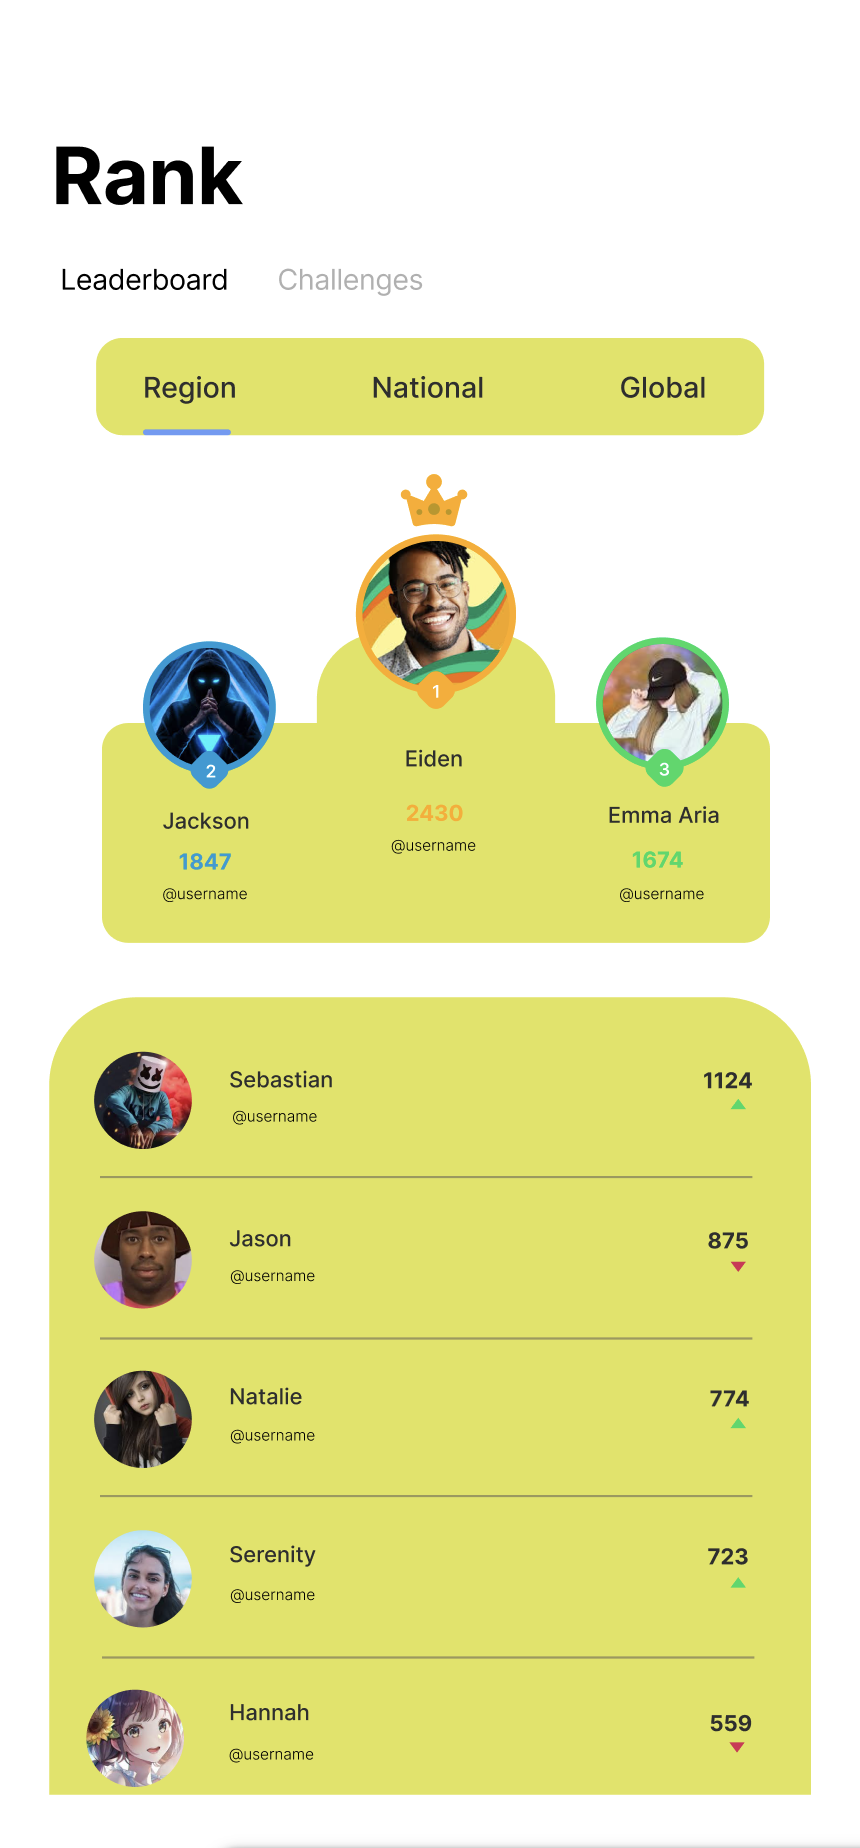 Rank
Leaderboard Challenges
Region National Global
1
2
3
Eiden
2430
@username
Jackson
1847
@username
Emma Aria
1674
@username
Sebastian 1124
@username
Jason 875
@username
Natalie 774
@username
Serenity 723
@username
Hannah 559
@username